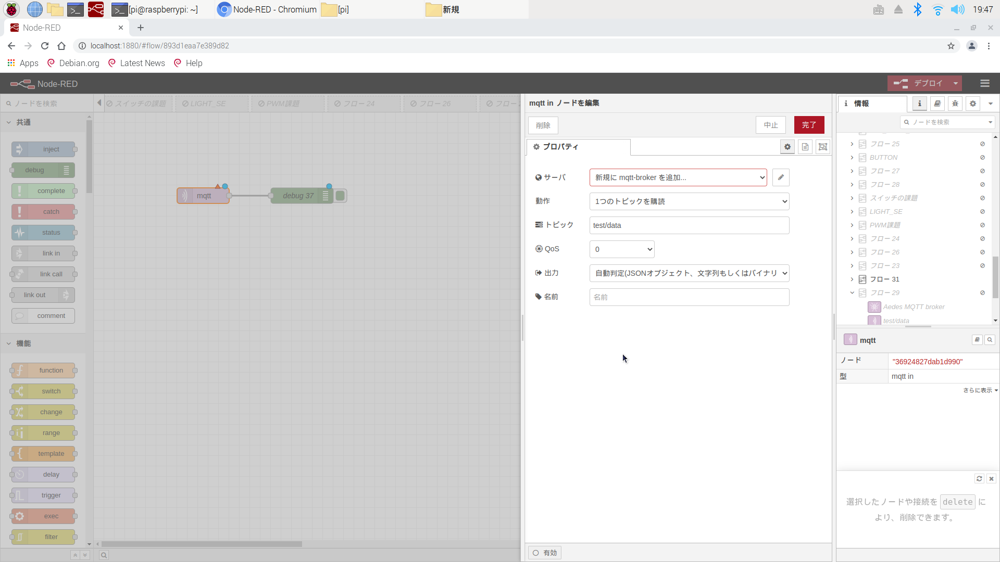 [pi@raspberrypi: ~]
Node-RED - Chromium
[pi]
新規
19:47
Node-RED
localhost:1880/#flow/893d1eaa7e389d82
Apps
Debian.org
Latest News
Help
Node-RED
デプロイ
ノードを検索
スイッチの課題
LIGHT_SE
PWM課題
フロー 24
フロー 26
フロー 2
共通
inject
debug
complete
catch
status
link in
link call
link out
comment
機能
function
switch
change
range
template
delay
trigger
exec
filter
mqtt
debug 37
mqtt in ノードを編集
削除
中止
完了
プロパティ
サーバ
新規に mqtt-broker を追加...
動作
1つのトピックを購読
トピック
test/data
QoS
0
出力
自動判定(JSONオブジェクト、文字列もしくはバイナリ
名前
名前
有効
情報
ノードを検索
フロー 25
BUTTON
フロー 27
フロー 28
スイッチの課題
LIGHT_SE
PWM課題
フロー 24
フロー 26
フロー 23
フロー 31
フロー 29
Aedes MQTT broker
test/data
mqtt
ノード
"36924827dab1d990"
型
mqtt in
さらに表示
選択したノードや接続を delete に
より、削除できます。